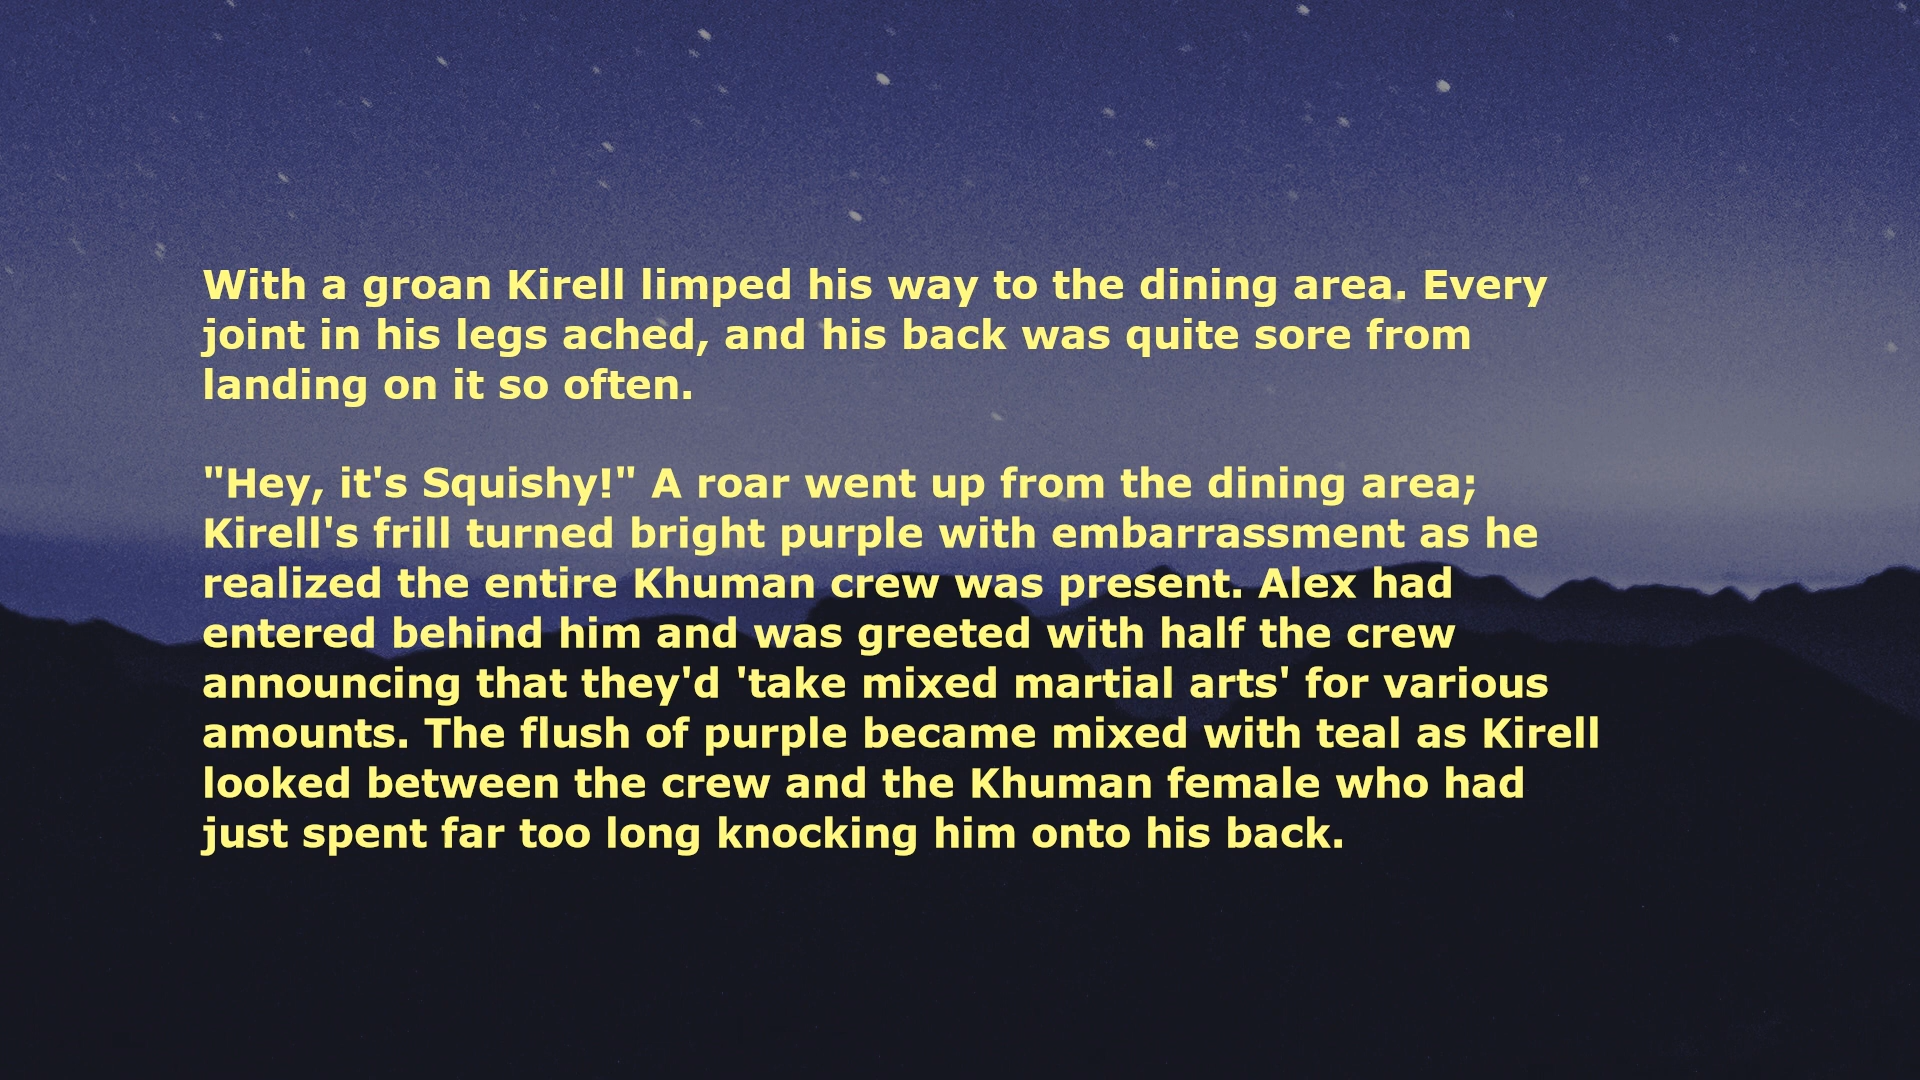 With a groan Kirell limped his way to the dining area. Every
joint in his legs ached, and his back was quite sore from
landing on it so often.
"Hey, it's Squishy!" A roar went up from the dining area;
Kirell's frill turned bright purple with embarrassment as he
realized the entire Khuman crew was present. Alex had
entered behind him and was greeted with half the crew
announcing that they'd 'take mixed martial arts' for various
amounts. The flush of purple became mixed with teal as Kirell
looked between the crew and the Khuman female who had
just spent far too long knocking him onto his back.